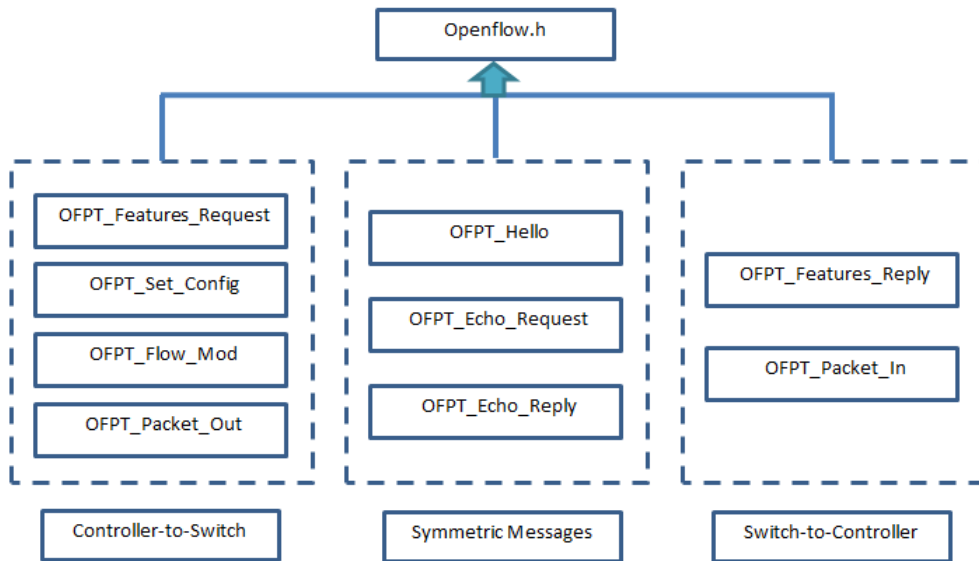 Openflow.h
OFPT_Features_Request
OFPT_Set_Config
OFPT_Flow_Mod
OFPT_Packet_Out
Controller-to-Switch
OFPT_Hello
OFPT_Echo_Request
OFPT_Echo_Reply
Symmetric Messages
OFPT_Features_Reply
OFPT_Packet_In
Switch-to-Controller